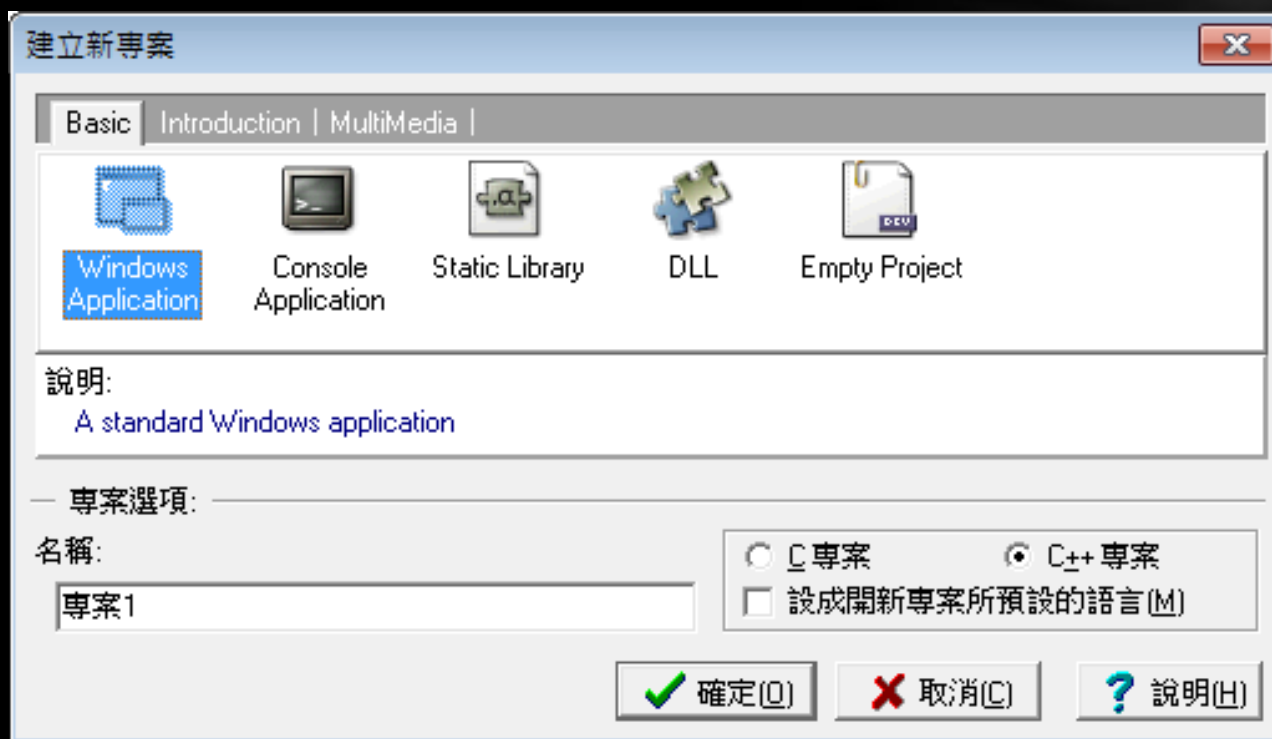 建立新專案
Basic Introduction | MultiMedia |
>_ .α DEV
Windows Application Console Application Static Library DLL Empty Project
說明:
A standard Windows application
專案選項:
名稱:
C 專案 C++ 專案
專案1 設成開新專案所預設的語言(M)
確定(O) 取消(C) ? 說明(H)